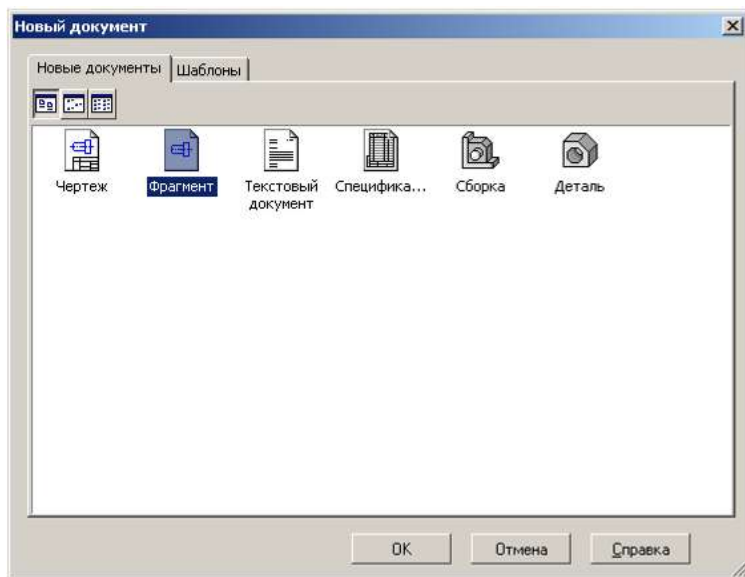 Новый документ
Новые документы Шаблоны
Чертеж Фрагмент Текстовый документ Специфика... Сборка Деталь
OK Отмена Справка